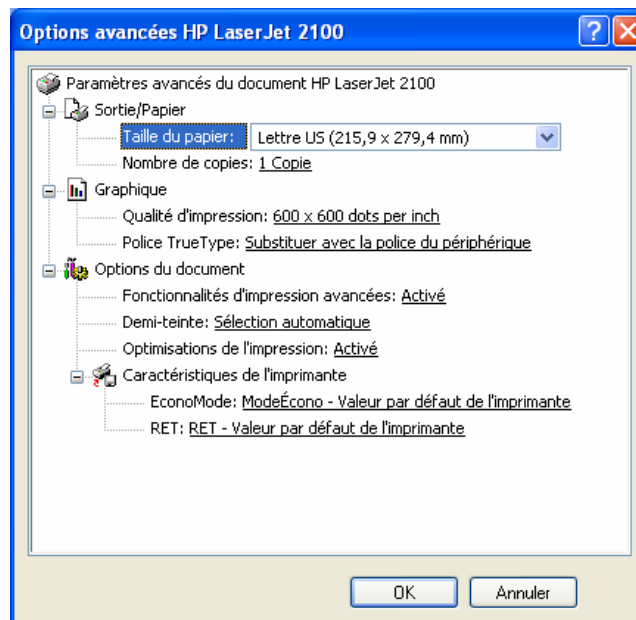 Options avancées HP LaserJet 2100
Paramètres avancés du document HP LaserJet 2100
Sortie/Papier
Taille du papier: Lettre US (215,9 x 279,4 mm)
Nombre de copies: 1 Copie
Graphique
Qualité d'impression: 600 x 600 dots per inch
Police TrueType: Substituer avec la police du périphérique
Options du document
Fonctionnalités d'impression avancées: Activé
Demi-teinte: Sélection automatique
Optimisations de l'impression: Activé
Caractéristiques de l'imprimante
EconoMode: ModeÉcono - Valeur par défaut de l'imprimante
RET: RET - Valeur par défaut de l'imprimante
OK Annuler